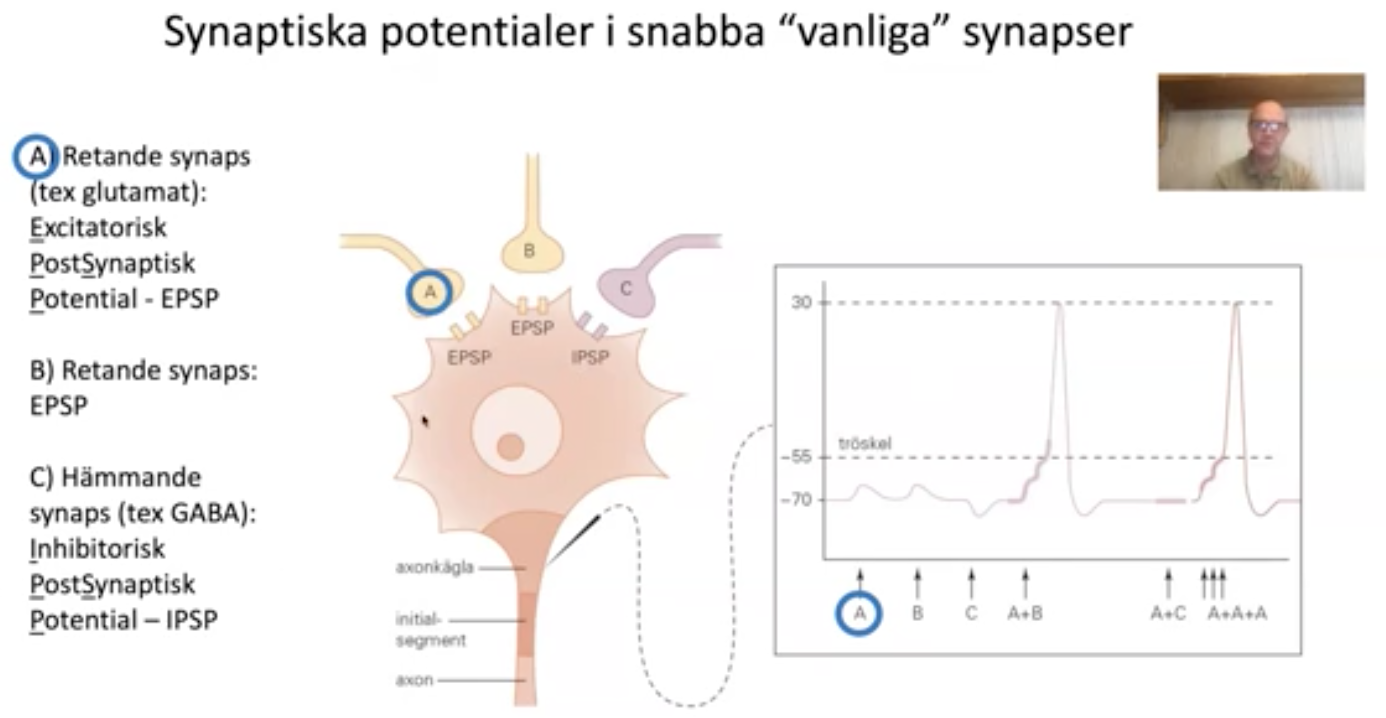 Synaptiska potentialer i snabba “vanliga” synapser
A) Retande synaps
(tex glutamat):
Excitatorisk
PostSynaptisk
Potential - EPSP
B) Retande synaps:
EPSP
C) Hämmande
synaps (tex GABA):
Inhibitorisk
PostSynaptisk
Potential – IPSP
B
A
C
EPSP
EPSP
IPSP
axonkägla
initial-
segment
axon
30
tröskel
-55
-70
A B C A+B A+C A+A+A